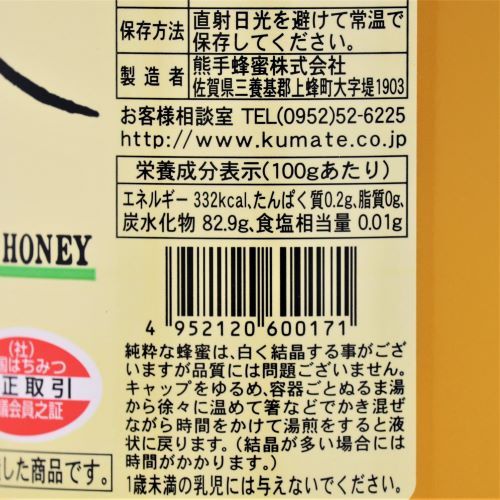 保存方法
直射日光を避けて常温で
保存してください。
製造者
熊手蜂蜜株式会社
佐賀県三養基郡上峰町大字堤1903
お客様相談室 TEL(0952)52-6225
http://www.kumate.co.jp
栄養成分表示(100gあたり)
エネルギー 332kcal,たんぱく質0.2g,脂質0g,
炭水化物 82.9g,食塩相当量 0.01g
HONEY
4 952120 600171
(社)
国はちみつ
正取引
議会員之証
した商品です。
純粋な蜂蜜は、白く結晶する事がござ
いますが品質には問題ございません。
キャップをゆるめ、容器ごとぬるま湯
から徐々に温めて箸などでかき混ぜ
ながら時間をかけて湯煎をすると液
状に戻ります。(結晶が多い場合には
時間がかかります。)
1歳未満の乳児には与えないでください。